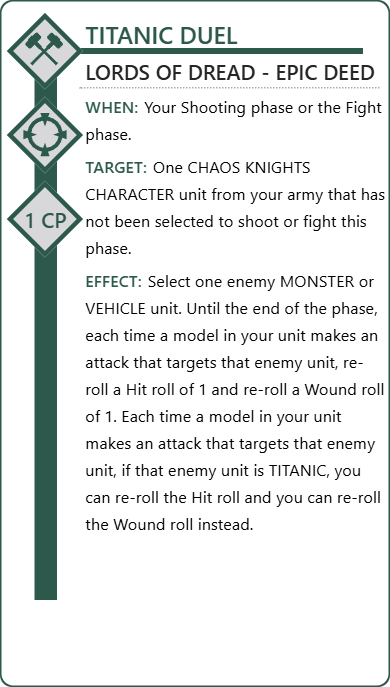 TITANIC DUEL
LORDS OF DREAD - EPIC DEED
WHEN: Your Shooting phase or the Fight
phase.
TARGET: One CHAOS KNIGHTS
CHARACTER unit from your army that has
not been selected to shoot or fight this
phase.
1 CP
EFFECT: Select one enemy MONSTER or
VEHICLE unit. Until the end of the phase,
each time a model in your unit makes an
attack that targets that enemy unit, re-
roll a Hit roll of 1 and re-roll a Wound roll
of 1. Each time a model in your unit
makes an attack that targets that enemy
unit, if that enemy unit is TITANIC, you
can re-roll the Hit roll and you can re-roll
the Wound roll instead.